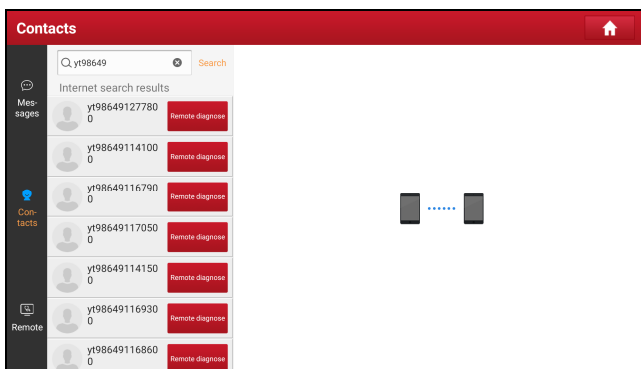 Contacts
yt98649
Search
Internet search results
Mes-
sages
Con-
tacts
Remote
yt98649127780
0
Remote diagnose
yt98649114100
0
Remote diagnose
yt98649116790
0
Remote diagnose
yt98649117050
0
Remote diagnose
yt98649114150
0
Remote diagnose
yt98649116930
0
Remote diagnose
yt98649116860
0
Remote diagnose